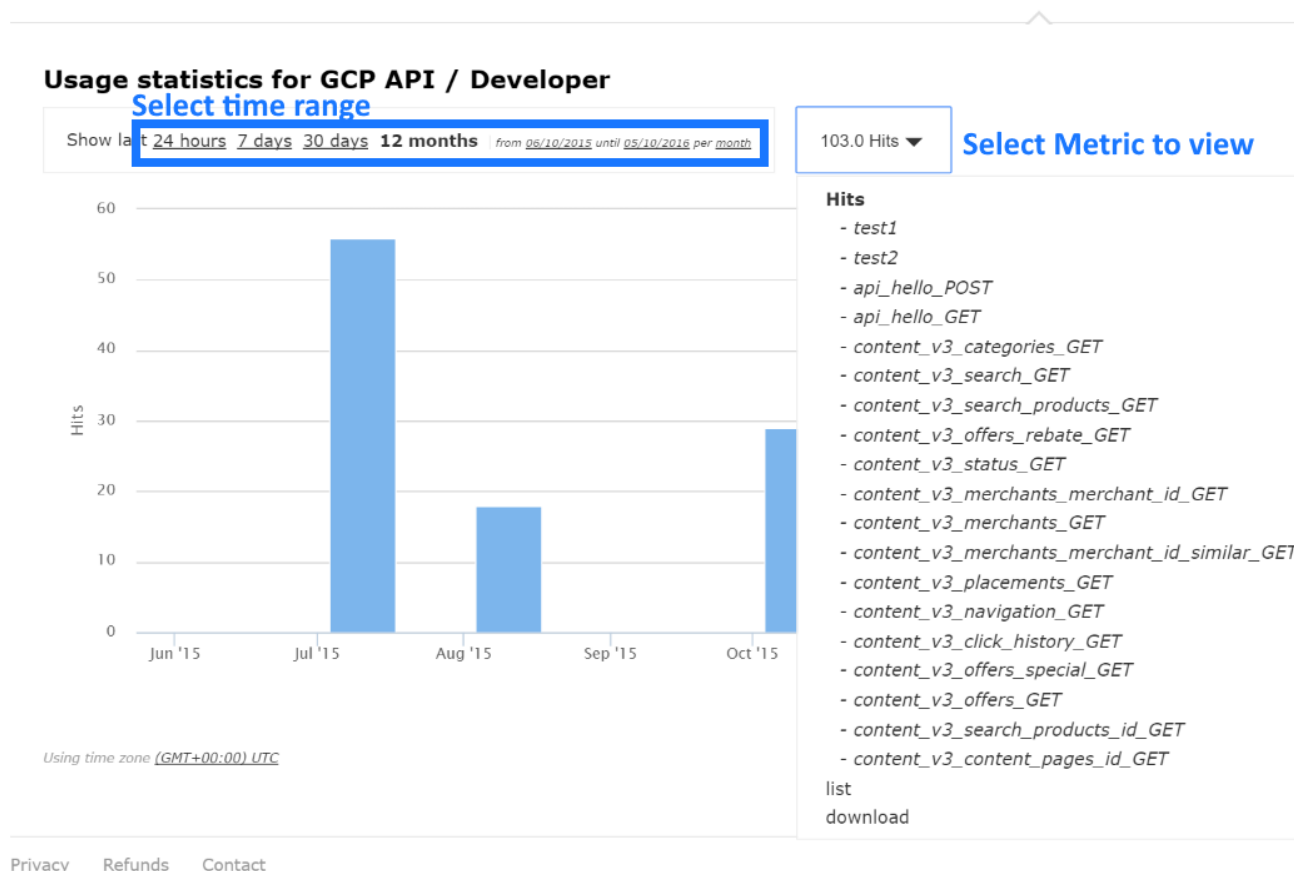 Usage statistics for GCP API / Developer
Select time range
Show last 24 hours 7 days 30 days 12 months from 06/10/2015 until 05/10/2016 per month
103.0 Hits
Select Metric to view
60
50
40
30
20
10
0
Hits
Jun '15 Jul '15 Aug '15 Sep '15 Oct '15
Hits
- test1
- test2
- api_hello_POST
- api_hello_GET
- content_v3_categories_GET
- content_v3_search_GET
- content_v3_search_products_GET
- content_v3_offers_rebate_GET
- content_v3_status_GET
- content_v3_merchants_merchant_id_GET
- content_v3_merchants_GET
- content_v3_merchants_merchant_id_similar_GET
- content_v3_placements_GET
- content_v3_navigation_GET
- content_v3_click_history_GET
- content_v3_offers_special_GET
- content_v3_offers_GET
- content_v3_search_products_id_GET
- content_v3_content_pages_id_GET
list
download
Using time zone (GMT+00:00) UTC
Privacy Refunds Contact